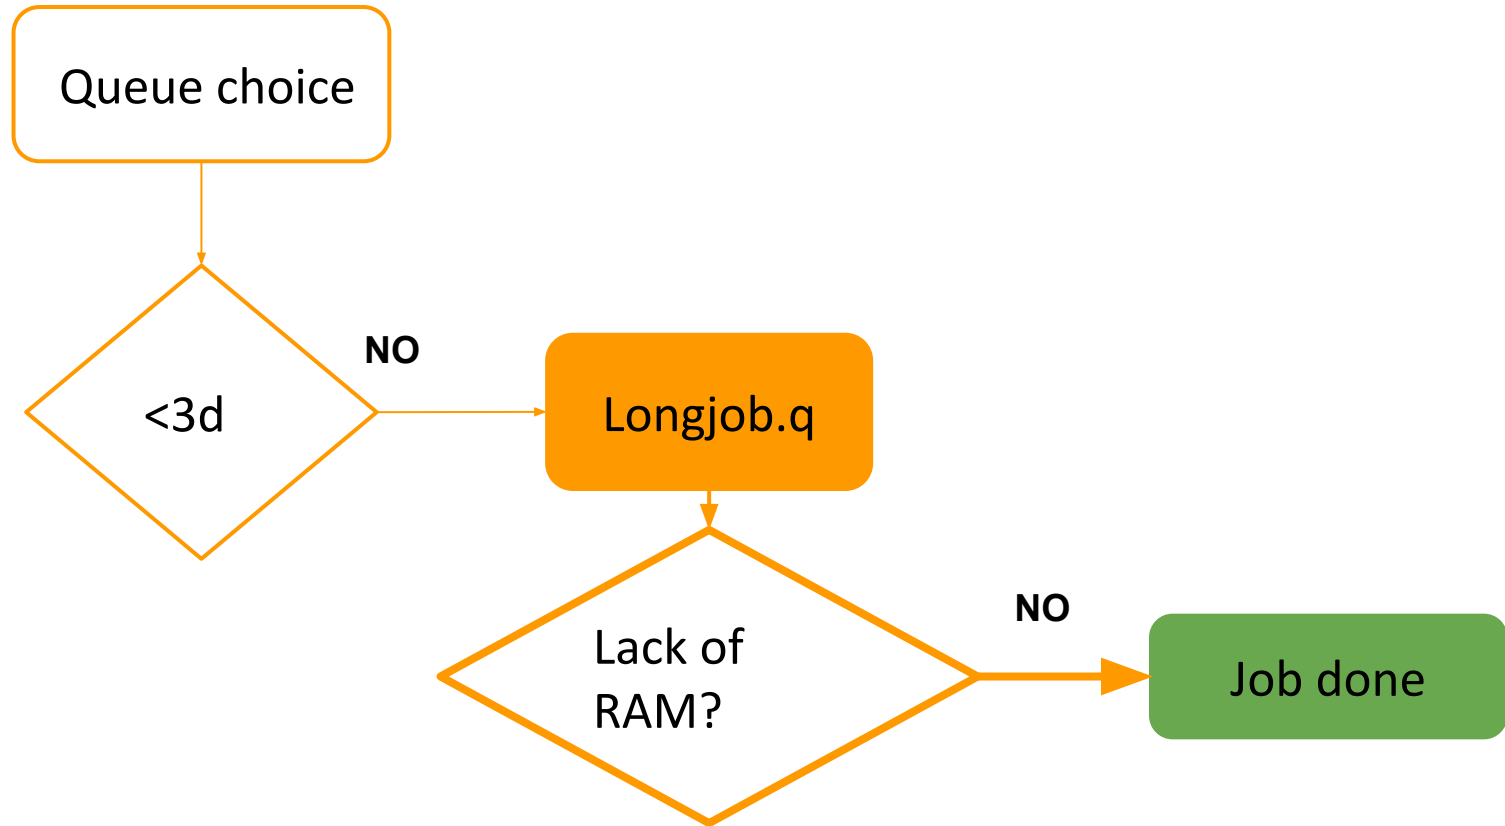 Queue choice
NO
<3d
Longjob.q
NO
Lack of
RAM?
Job done